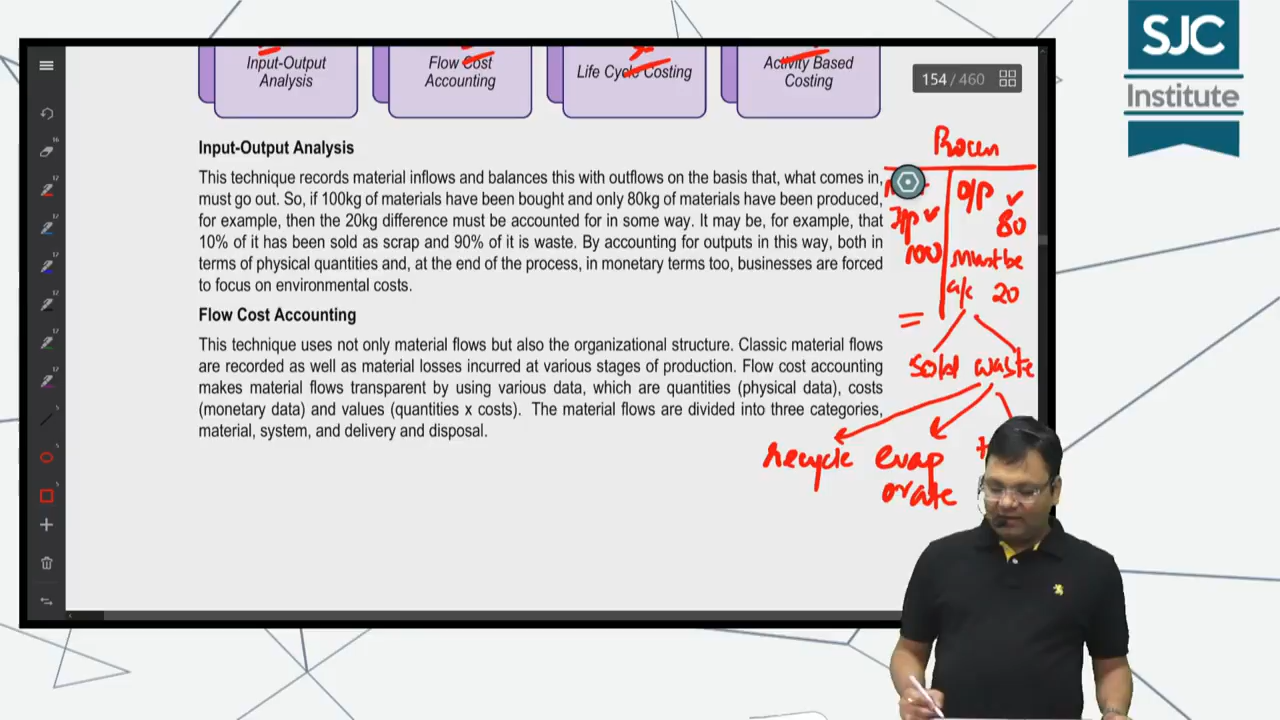 SJC
Institute
Input-Output
Analysis
Flow Cost
Accounting
Life Cycle Costing
Activity Based
Costing
154 / 460
Input-Output Analysis
This technique records material inflows and balances this with outflows on the basis that, what comes in,
must go out. So, if 100kg of materials have been bought and only 80kg of materials have been produced,
for example, then the 20kg difference must be accounted for in some way. It may be, for example, that
10% of it has been sold as scrap and 90% of it is waste. By accounting for outputs in this way, both in
terms of physical quantities and, at the end of the process, in monetary terms too, businesses are forced
to focus on environmental costs.
Flow Cost Accounting
This technique uses not only material flows but also the organizational structure. Classic material flows
are recorded as well as material losses incurred at various stages of production. Flow cost accounting
makes material flows transparent by using various data, which are quantities (physical data), costs
(monetary data) and values (quantities x costs). The material flows are divided into three categories,
material, system, and delivery and disposal.
O/P
I/P
80
100
must be
a/c 20
sold waste
recycle evap
orate